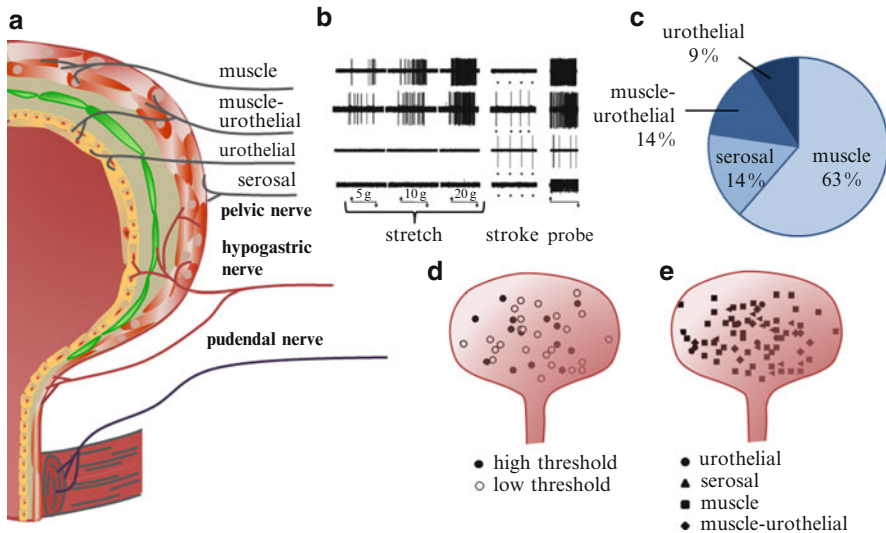 a
muscle
muscle-
urothelial
urothelial
serosal
pelvic nerve
hypogastric
nerve
pudendal nerve
b
5 g 10 g 20 g
stretch stroke probe
c
urothelial
9%
muscle-
urothelial
14%
serosal
14%
muscle
63%
d
high threshold
low threshold
e
urothelial
serosal
muscle
muscle-urothelial